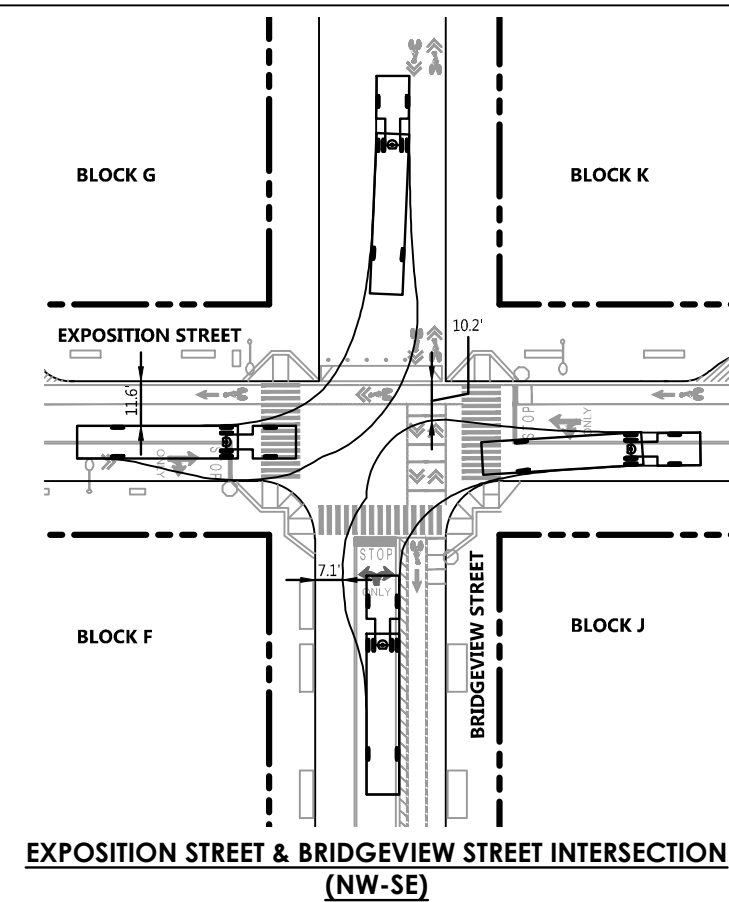 BLOCK G
BLOCK K
10.2'
EXPOSITION STREET
11.6'
STOP
ONLY
ONLY
STOP
STOP
ONLY
7.1'
BRIDGEVIEW STREET
BLOCK F
BLOCK J
EXPOSITION STREET & BRIDGEVIEW STREET INTERSECTION
(NW-SE)